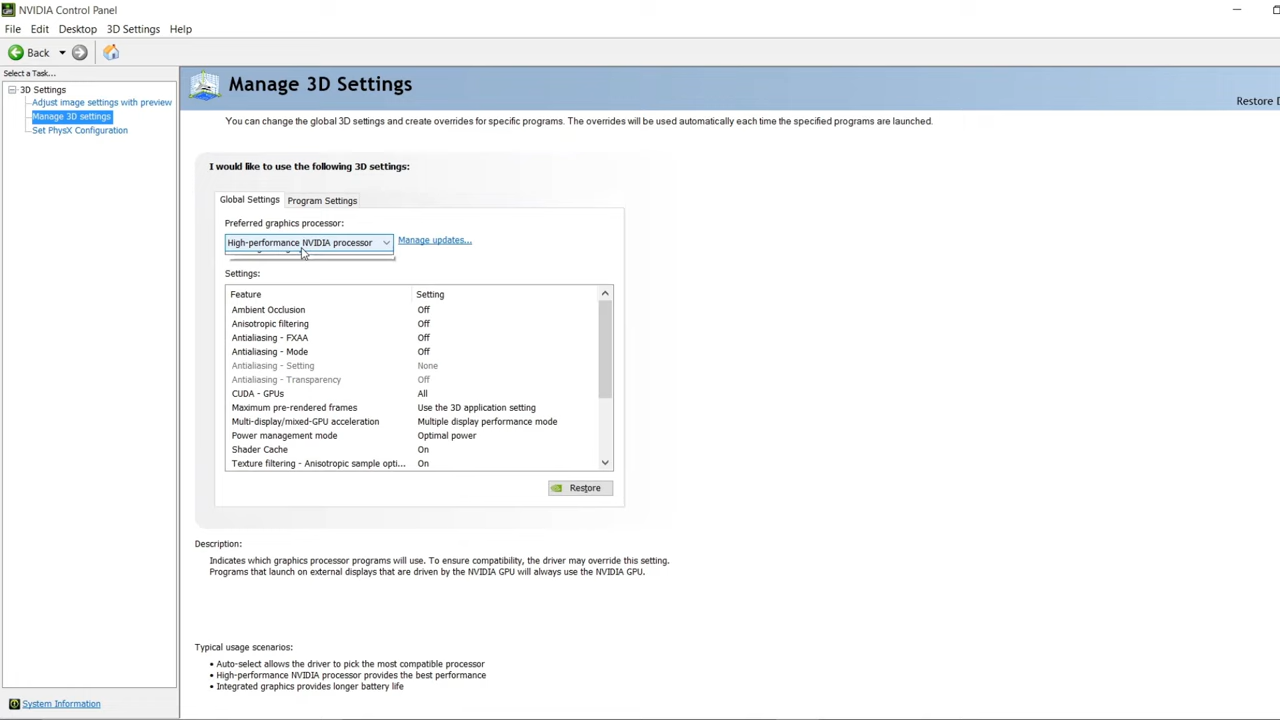 NVIDIA Control Panel
File Edit Desktop 3D Settings Help
Back
Select a Task...
3D Settings
Adjust image settings with preview
Manage 3D settings
Set PhysX Configuration
System Information
Manage 3D Settings
Restore
You can change the global 3D settings and create overrides for specific programs. The overrides will be used automatically each time the specified programs are launched.
I would like to use the following 3D settings:
Global Settings Program Settings
Preferred graphics processor:
High-performance NVIDIA processor Manage updates...
Settings:
Feature Setting
Ambient Occlusion Off
Anisotropic filtering Off
Antialiasing - FXAA Off
Antialiasing - Mode Off
Antialiasing - Setting None
Antialiasing - Transparency Off
CUDA - GPUs All
Maximum pre-rendered frames Use the 3D application setting
Multi-display/mixed-GPU acceleration Multiple display performance mode
Power management mode Optimal power
Shader Cache On
Texture filtering - Anisotropic sample opti... On
Restore
Description:
Indicates which graphics processor programs will use. To ensure compatibility, the driver may override this setting.
Programs that launch on external displays that are driven by the NVIDIA GPU will always use the NVIDIA GPU.
Typical usage scenarios:
• Auto-select allows the driver to pick the most compatible processor
• High-performance NVIDIA processor provides the best performance
• Integrated graphics provides longer battery life